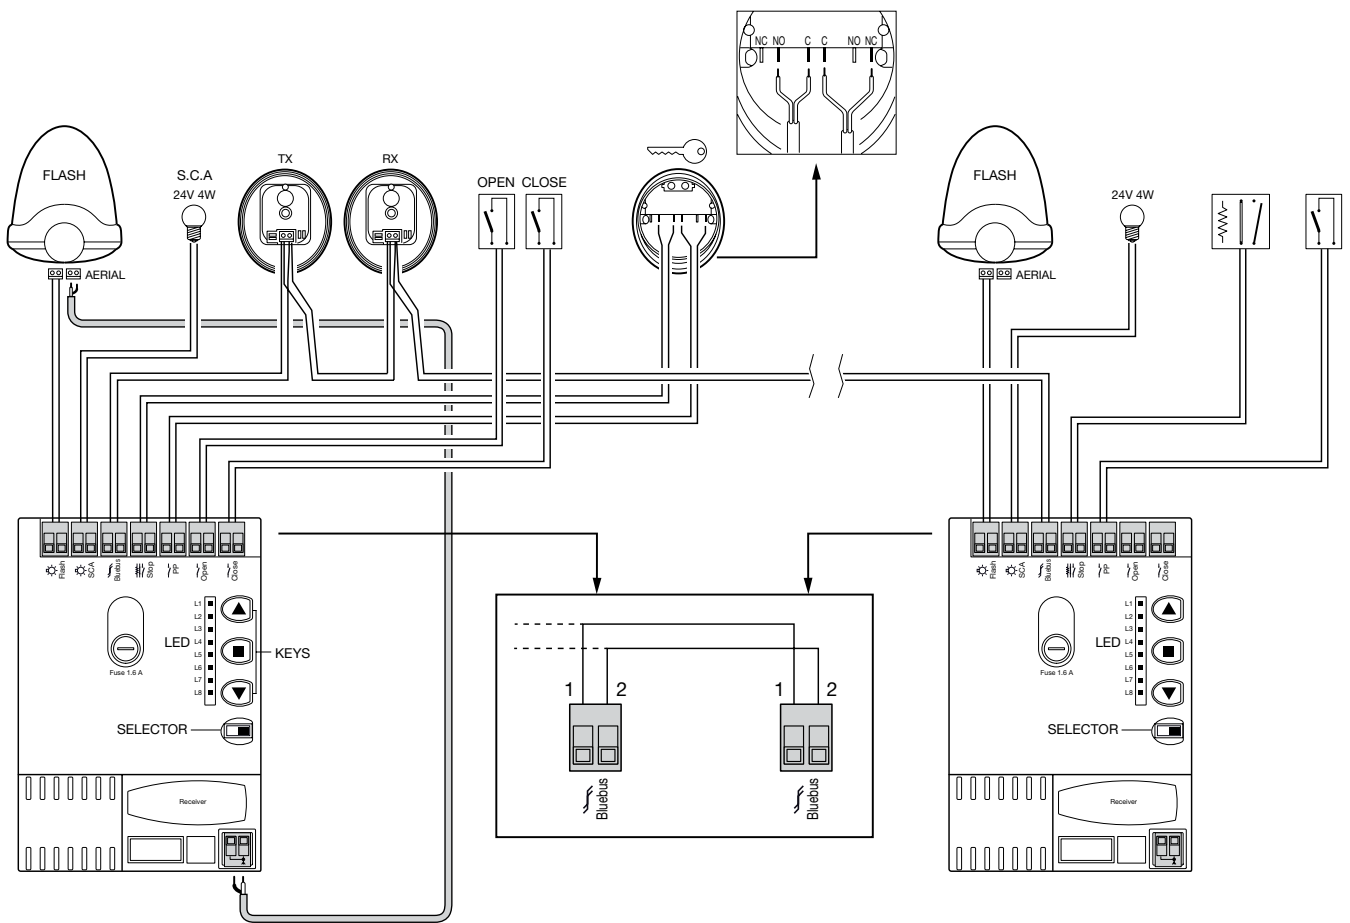 NC NO C C NO NC
FLASH
S.C.A
24V 4W
TX
RX
OPEN CLOSE
FLASH
24V 4W
AERIAL
AERIAL
Flash
SCA
Bluebus
Stop
PP
Open
Close
Flash
SCA
Bluebus
Stop
PP
Open
Close
L1
L2
L3
L4
L5
L6
L7
L8
LED
KEYS
Fuse 1.6 A
SELECTOR
Receiver
1 2
1 2
Bluebus
Bluebus
L1
L2
L3
L4
L5
L6
L7
L8
LED
Fuse 1.6 A
SELECTOR
Receiver